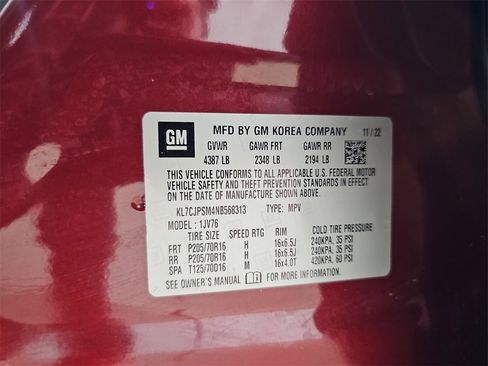 GM
MFD BY GM KOREA COMPANY 11 / 22
GVWR GAWR FRT GAWR RR
4387 LB 2348 LB 2194 LB
THIS VEHICLE CONFORMS TO ALL APPLICABLE U.S. FEDERAL MOTOR
VEHICLE SAFETY AND THEFT PREVENTION STANDARDS IN EFFECT
ON THE DATE OF MANUFACTURE SHOWN ABOVE.
KL7CJPSM4NB568313 TYPE: MPV
MODEL : 1JV76
TIRE SIZE SPEED RTG RIM COLD TIRE PRESSURE
FRT P205/70R16 H 16x6.5J 240KPA, 35 PSI
RR P205/70R16 H 16x6.5J 240KPA, 35 PSI
SPA T125/70D16 M 16x4.0T 420KPA, 60 PSI
SEE OWNER'S MANUAL FOR MORE INFORMATION.